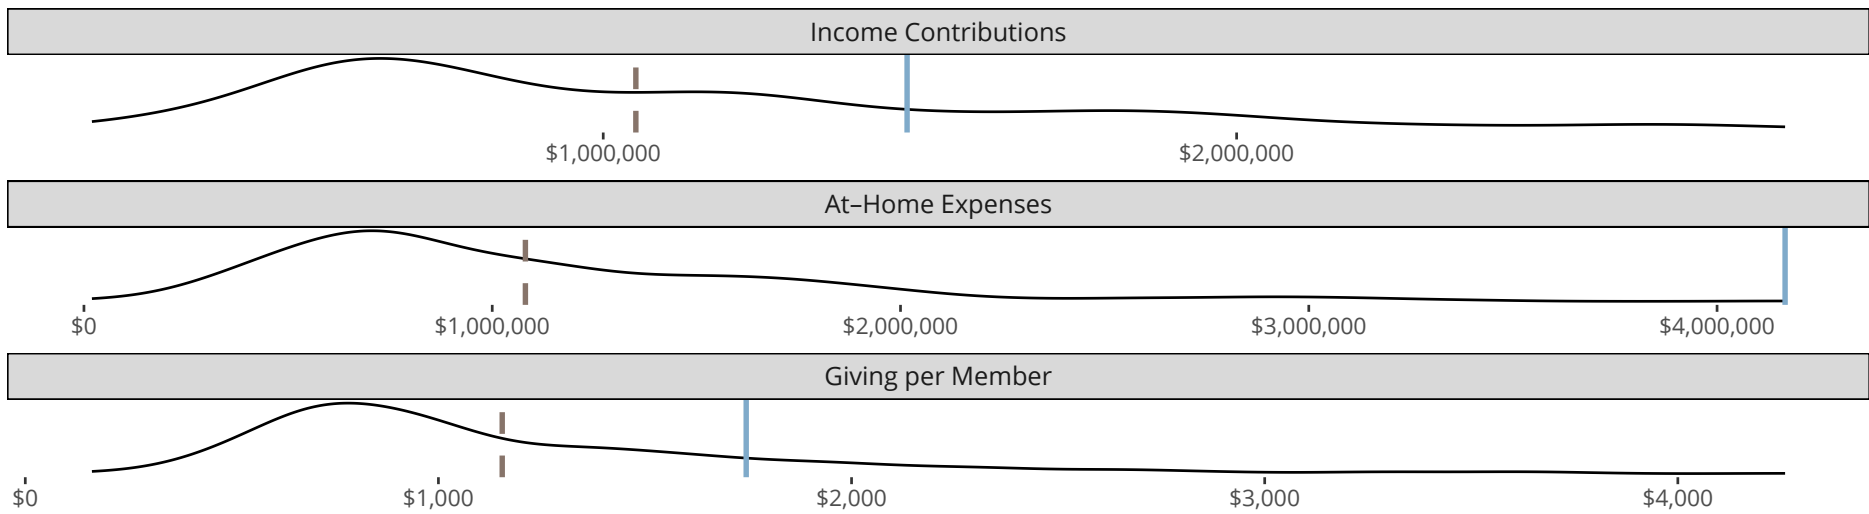 Income Contributions
$1,000,000 $2,000,000
At–Home Expenses
$0 $1,000,000 $2,000,000 $3,000,000 $4,000,000
Giving per Member
$0 $1,000 $2,000 $3,000 $4,000